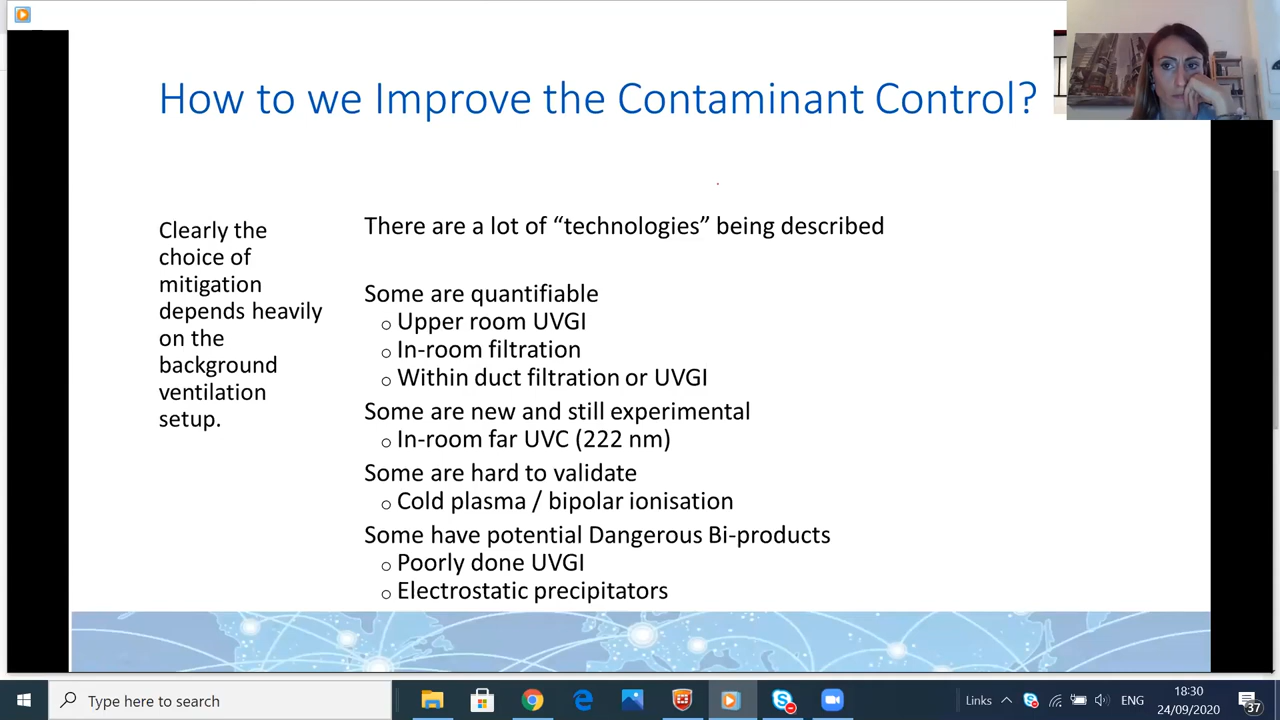 How to we Improve the Contaminant Control?
Clearly the
choice of
mitigation
depends heavily
on the
background
ventilation
setup.
There are a lot of “technologies” being described
Some are quantifiable
o Upper room UVGI
o In-room filtration
o Within duct filtration or UVGI
Some are new and still experimental
o In-room far UVC (222 nm)
Some are hard to validate
o Cold plasma / bipolar ionisation
Some have potential Dangerous Bi-products
o Poorly done UVGI
o Electrostatic precipitators
Type here to search
Links
ENG
18:30
24/09/2020
37